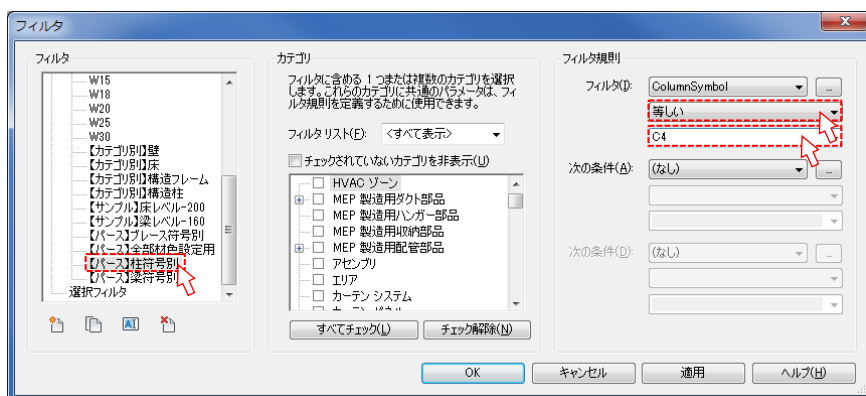 フィルタ
フィルタ
W15
W18
W20
W25
W30
【カテゴリ別】壁
【カテゴリ別】床
【カテゴリ別】構造フレーム
【カテゴリ別】構造柱
【サンプル】床レベル-200
【サンプル】梁レベル-160
【パース】ブレース符号別
【パース】全部材色設定用
【パース】柱符号別
【パース】梁符号別
選択フィルタ
カテゴリ
フィルタに含める 1 つまたは複数のカテゴリを選択
します。これらのカテゴリに共通のパラメータは、フィ
ルタ規則を定義するために使用できます。
フィルタ リスト(F): <すべて表示>
チェックされていないカテゴリを非表示(U)
HVAC ゾーン
MEP 製造用ダクト部品
MEP 製造用ハンガー部品
MEP 製造用収納部品
MEP 製造用配管部品
アセンブリ
エリア
カーテン システム
すべてチェック(L) チェック解除(N)
フィルタ規則
フィルタ(I): ColumnSymbol ...
等しい
C4
次の条件(A): (なし) ...
次の条件(D): (なし) ...
OK キャンセル 適用 ヘルプ(H)